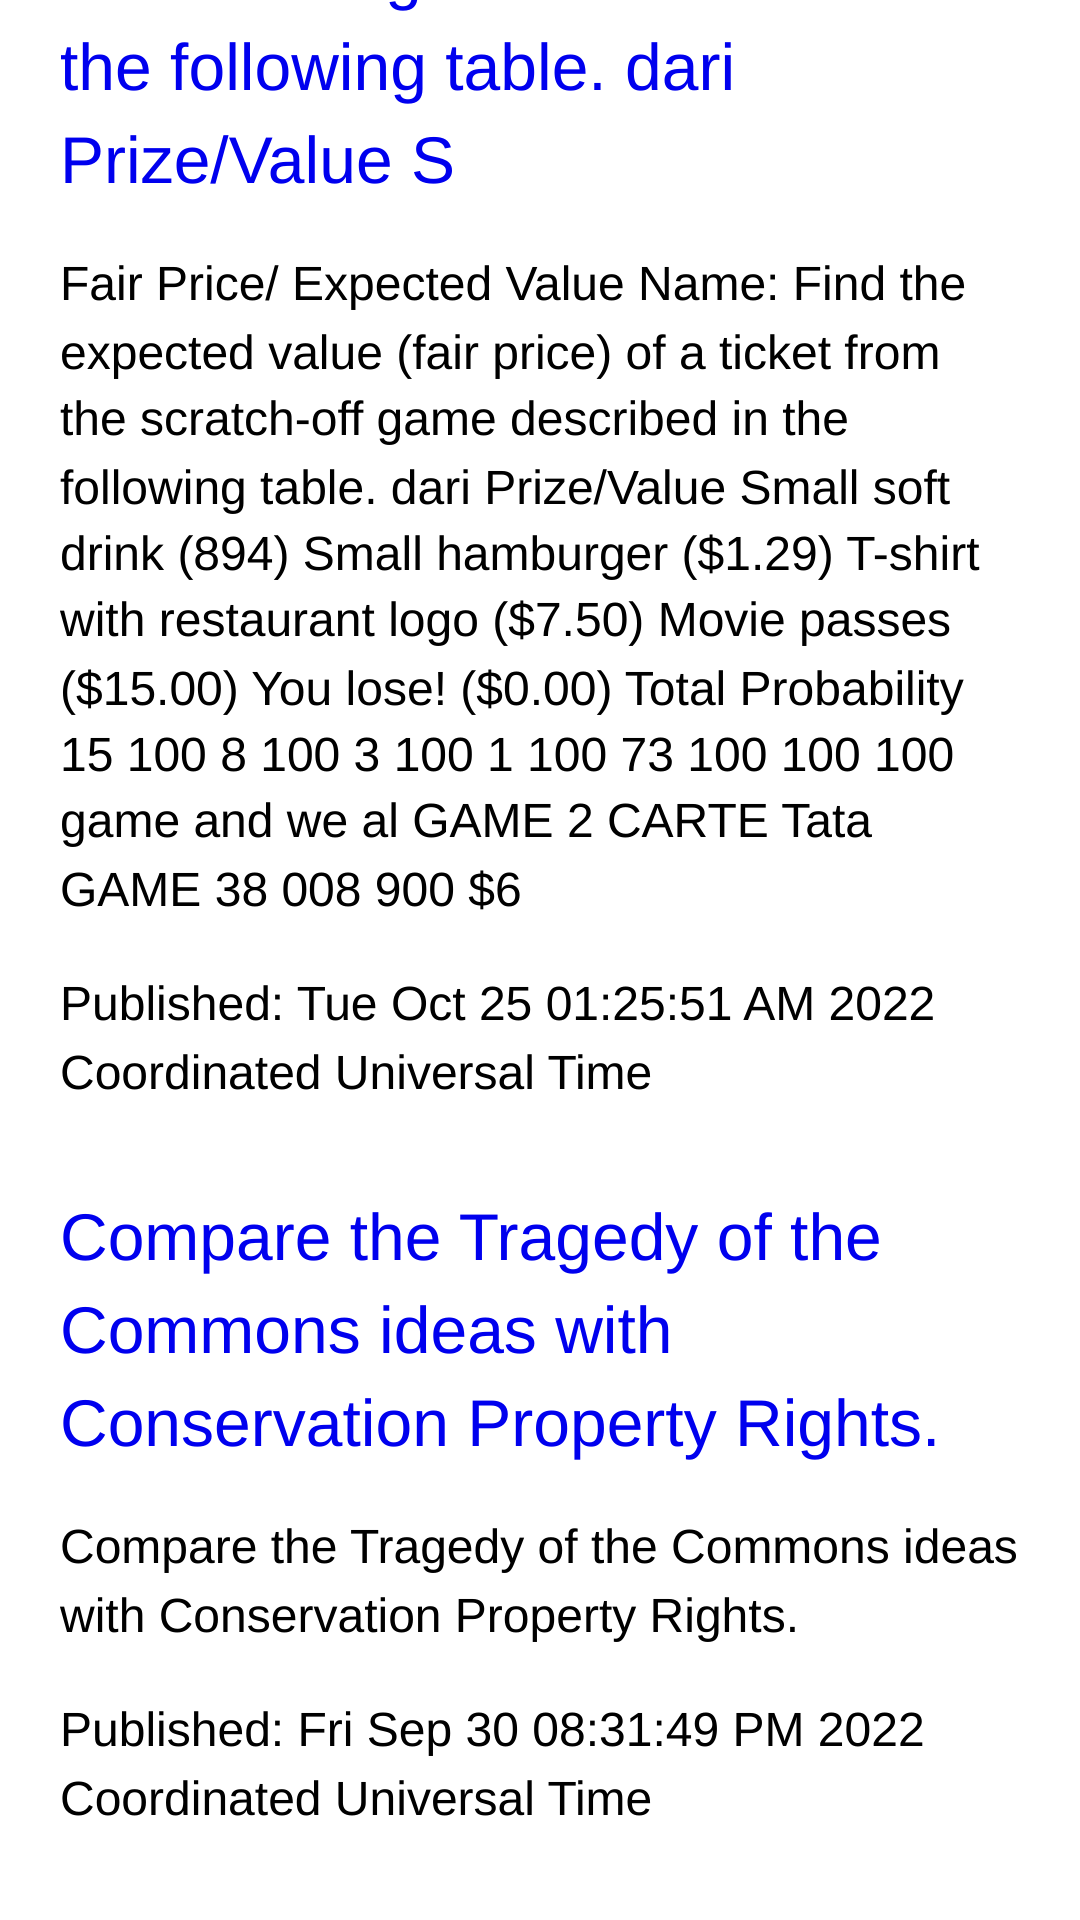 the following table. dari
Prize/Value S
Fair Price/ Expected Value Name: Find the
expected value (fair price) of a ticket from
the scratch-off game described in the
following table. dari Prize/Value Small soft
drink (894) Small hamburger ($1.29) T-shirt
with restaurant logo ($7.50) Movie passes
($15.00) You lose! ($0.00) Total Probability
15 100 8 100 3 100 1 100 73 100 100 100
game and we al GAME 2 CARTE Tata
GAME 38 008 900 $6
Published: Tue Oct 25 01:25:51 AM 2022
Coordinated Universal Time
Compare the Tragedy of the
Commons ideas with
Conservation Property Rights.
Compare the Tragedy of the Commons ideas
with Conservation Property Rights.
Published: Fri Sep 30 08:31:49 PM 2022
Coordinated Universal Time